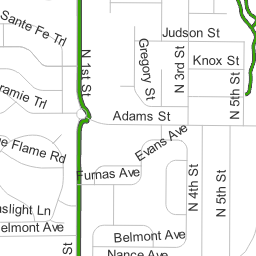 Sante Fe Trl
N 1st St
Judson St
Gregory St
N 3rd St
Knox St
N 5th St
ramie Trl
Adams St
Evans Ave
e Flame Rd
Fumas Ave
N 4th St
N 5th St
slight Ln
elmont Ave
St
Belmont Ave
Nance Ave